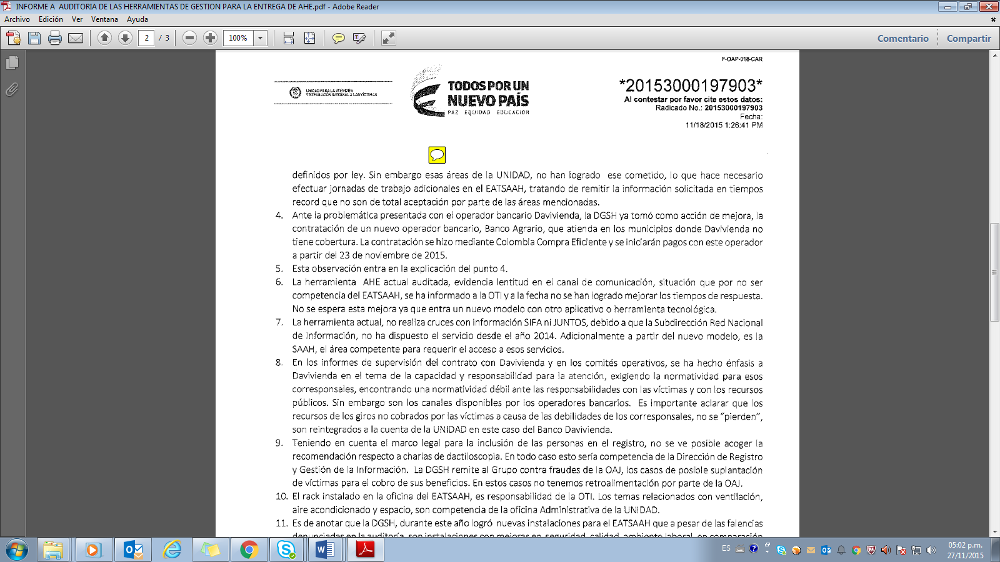 INFORME A  AUDITORIA DE LAS HERRAMIENTAS DE GESTION PARA LA ENTREGA DE AHE.pdf - Adobe Reader
Archivo Edición Ver Ventana Ayuda
2 / 3 100% Comentario Compartir
F-OAP-018-CAR
UNIDAD PARA LA ATENCIÓN
Y REPARACIÓN INTEGRAL A LAS VÍCTIMAS
TODOS POR UN
NUEVO PAÍS
PAZ EQUIDAD EDUCACIÓN
*20153000197903*
Al contestar por favor cite estos datos:
Radicado No.: 20153000197903
Fecha:
11/18/2015 1:26:41 PM
definidos por ley. Sin embargo esas áreas de la UNIDAD, no han logrado ese cometido, lo que hace necesario
efectuar jornadas de trabajo adicionales en el EATSAAH, tratando de remitir la información solicitada en tiempos
record que no son de total aceptación por parte de las áreas mencionadas.
4. Ante la problemática presentada con el operador bancario Davivienda, la DGSH ya tomó como acción de mejora, la
contratación de un nuevo operador bancario, Banco Agrario, que atienda en los municipios donde Davivienda no
tiene cobertura. La contratación se hizo mediante Colombia Compra Eficiente y se iniciarán pagos con este operador
a partir del 23 de noviembre de 2015.
5. Esta observación entra en la explicación del punto 4.
6. La herramienta AHE actual auditada, evidencia lentitud en el canal de comunicación, situación que por no ser
competencia del EATSAAH, se ha informado a la OTI y a la fecha no se han logrado mejorar los tiempos de respuesta.
No se espera esta mejora ya que entra un nuevo modelo con otro aplicativo o herramienta tecnológica.
7. La herramienta actual, no realiza cruces con información SIFA ni JUNTOS, debido a que la Subdirección Red Nacional
de Información, no ha dispuesto el servicio desde el año 2014. Adicionalmente a partir del nuevo modelo, es la
SAAH, el área competente para requerir el acceso a esos servicios.
8. En los informes de supervisión del contrato con Davivienda y en los comités operativos, se ha hecho énfasis a
Davivienda en el tema de la capacidad y responsabilidad para la atención, exigiendo la normatividad para esos
corresponsales, encontrando una normatividad débil ante las responsabilidades con las víctimas y con los recursos
públicos. Sin embargo son los canales disponibles por los operadores bancarios. Es importante aclarar que los
recursos de los giros no cobrados por las víctimas a causa de las debilidades de los corresponsales, no se "pierden",
son reintegrados a la cuenta de la UNIDAD en este caso del Banco Davivienda.
9. Teniendo en cuenta el marco legal para la inclusión de las personas en el registro, no se ve posible acoger la
recomendación respecto a charlas de dactiloscopia. En todo caso esto sería competencia de la Dirección de Registro
y Gestión de la Información. La DGSH remite al Grupo contra fraudes de la OAJ, los casos de posible suplantación
de víctimas para el cobro de sus beneficios. En estos casos no tenemos retroalimentación por parte de la OAJ.
10. El rack instalado en la oficina del EATSAAH, es responsabilidad de la OTI. Los temas relacionados con ventilación,
aire acondicionado y espacio, son competencia de la oficina Administrativa de la UNIDAD.
11. Es de anotar que la DGSH, durante este año logró nuevas instalaciones para el EATSAAH que a pesar de las falencias
denunciadas en la auditoría, son instalaciones con mejoras en seguridad, calidad, ambiente laboral, en comparación
ES 05:02 p.m.
27/11/2015